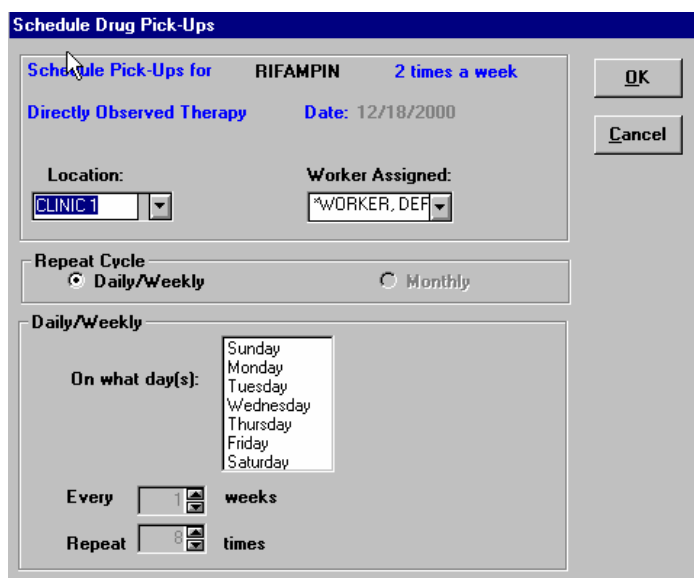 Schedule Drug Pick-Ups
Schedule Pick-Ups for RIFAMPIN 2 times a week
OK
Directly Observed Therapy Date: 12/18/2000
Cancel
Location: Worker Assigned:
CLINIC 1 *WORKER, DEF
Repeat Cycle
Daily/Weekly Monthly
Daily/Weekly
On what day(s):
Sunday
Monday
Tuesday
Wednesday
Thursday
Friday
Saturday
Every 1 weeks
Repeat 8 times